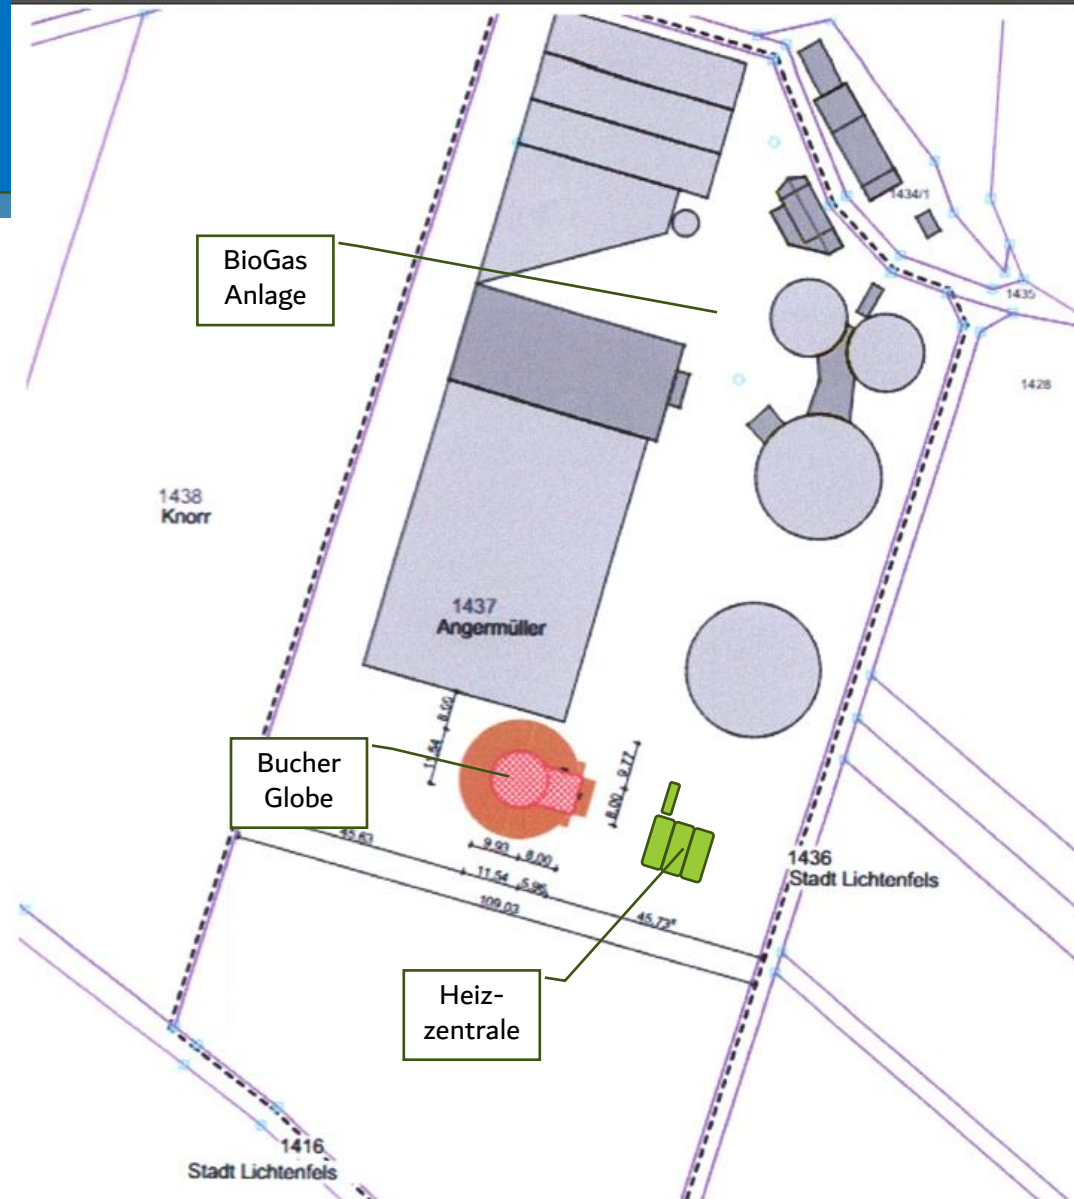 1434/1
BioGas
Anlage
1435
1428
1438
Knorr
1437
Angermüller
8.00
11.54
Bucher
Globe
9.77
8.00
45.63
9.93
8.00
11.54
5.96
109.03
45.73*
1436
Stadt Lichtenfels
Heiz-
zentrale
1416
Stadt Lichtenfels